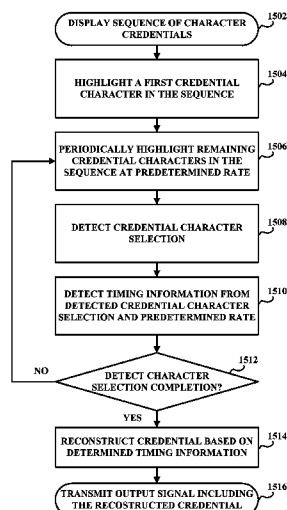 DISPLAY SEQUENCE OF CHARACTER
CREDENTIALS
1502
HIGHLIGHT A FIRST CREDENTIAL
CHARACTER IN THE SEQUENCE
1504
PERIODICALLY HIGHLIGHT REMAINING
CREDENTIAL CHARACTERS IN THE
SEQUENCE AT PREDETERMINED RATE
1506
DETECT CREDENTIAL CHARACTER
SELECTION
1508
DETECT TIMING INFORMATION FROM
DETECTED CREDENTIAL CHARACTER
SELECTION AND PREDETERMINED RATE
1510
DETECT CHARACTER
SELECTION COMPLETION?
1512
NO
YES
RECONSTRUCT CREDENTIAL BASED ON
DETERMINED TIMING INFORMATION
1514
TRANSMIT OUTPUT SIGNAL INCLUDING
THE RECOSTRUCTED CREDENTIAL
1516